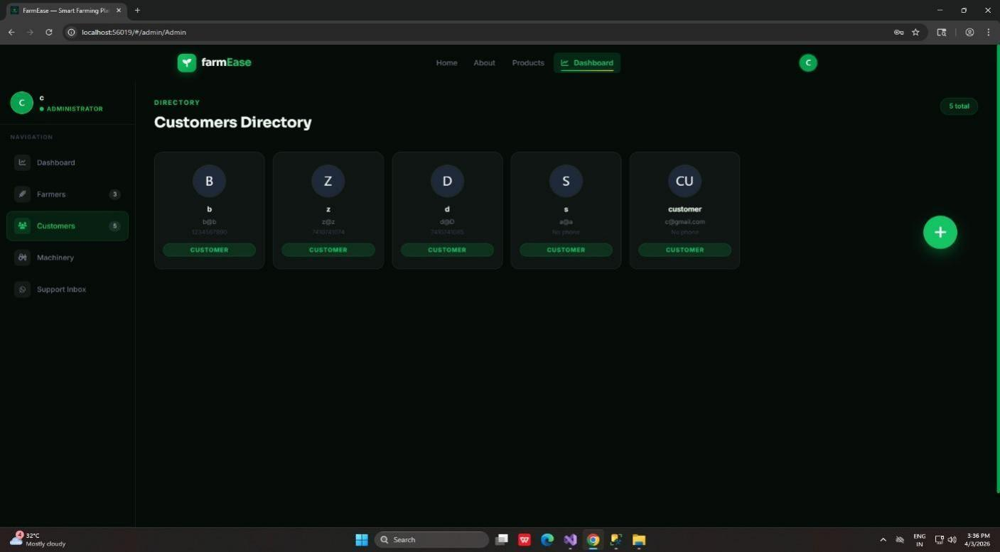 FarmEase — Smart Farming Pla
localhost:56019/#/admin/Admin
farmEase
Home
About
Products
Dashboard
C
C
c
ADMINISTRATOR
NAVIGATION
Dashboard
Farmers
3
Customers
5
Machinery
Support Inbox
DIRECTORY
Customers Directory
5 total
B
b
b@b
1234567890
CUSTOMER
Z
z
z@z
7410741074
CUSTOMER
D
d
d@D
7410741085
CUSTOMER
S
s
a@a
No phone
CUSTOMER
CU
customer
c@gmail.com
No phone
CUSTOMER
+
4
32°C
Mostly cloudy
Search
W
ENG
IN
3:36 PM
4/3/2026